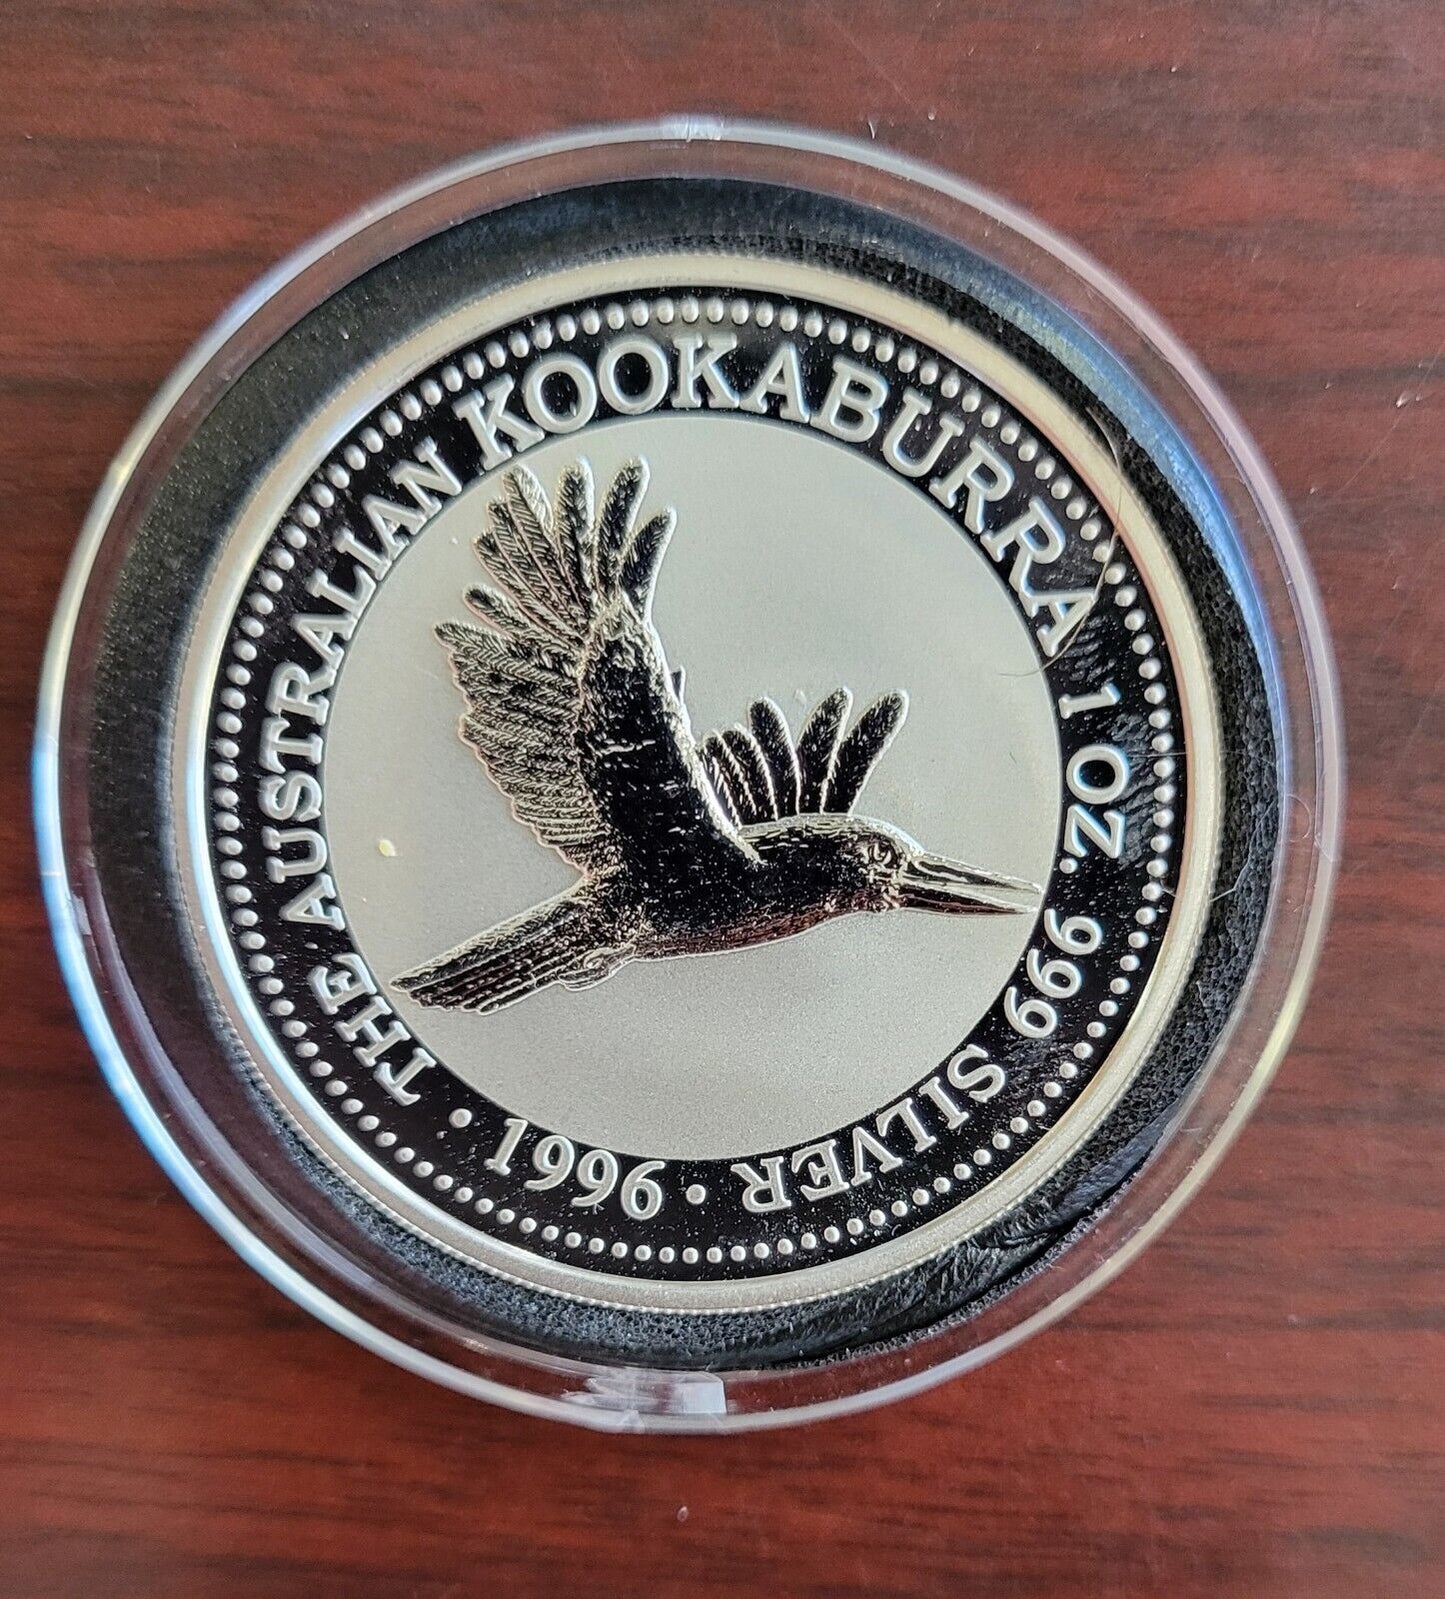 THE AUSTRALIAN KOOKABURRA 1 OZ. 999 SILVER
· 1996 ·